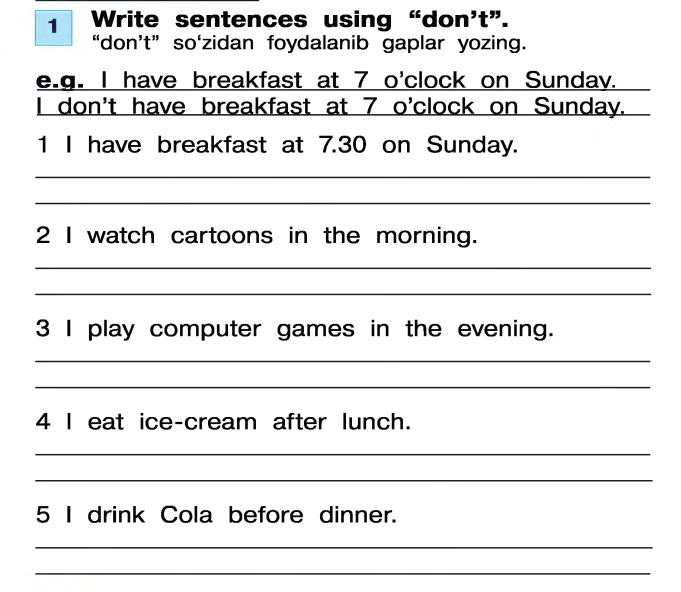 1 Write sentences using “don’t”.
“don’t” so‘zidan foydalanib gaplar yozing.
e.g. I have breakfast at 7 o’clock on Sunday.
I don’t have breakfast at 7 o’clock on Sunday.
1 I have breakfast at 7.30 on Sunday.
2 I watch cartoons in the morning.
3 I play computer games in the evening.
4 I eat ice-cream after lunch.
5 I drink Cola before dinner.